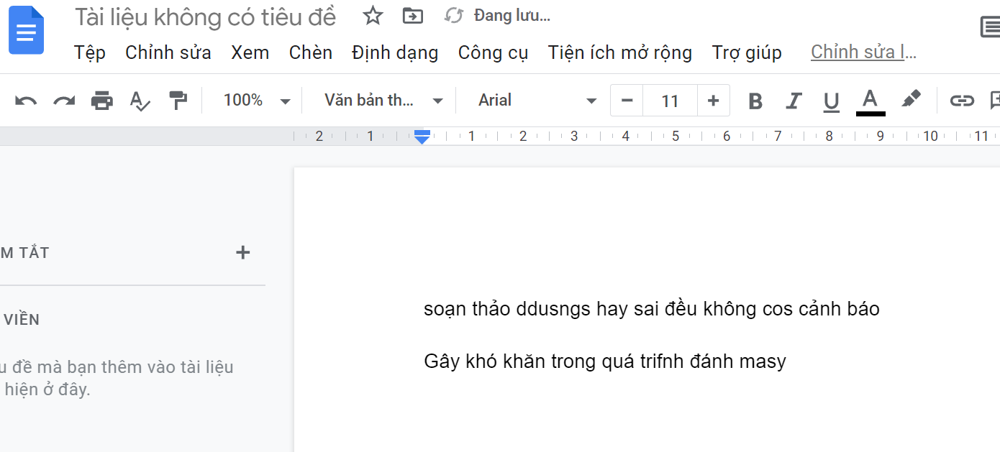 Tài liệu không có tiêu đề Đang lưu...
Tệp Chỉnh sửa Xem Chèn Định dạng Công cụ Tiện ích mở rộng Trợ giúp Chỉnh sửa l...
100% Văn bản th... Arial 11 B I U A
2 1 1 2 3 4 5 6 7 8 9 10 11
M TẮT
soạn thảo ddusngs hay sai đều không cos cảnh báo
VIỀN
Gây khó khăn trong quá trifnh đánh masy
u đề mà bạn thêm vào tài liệu
hiện ở đây.